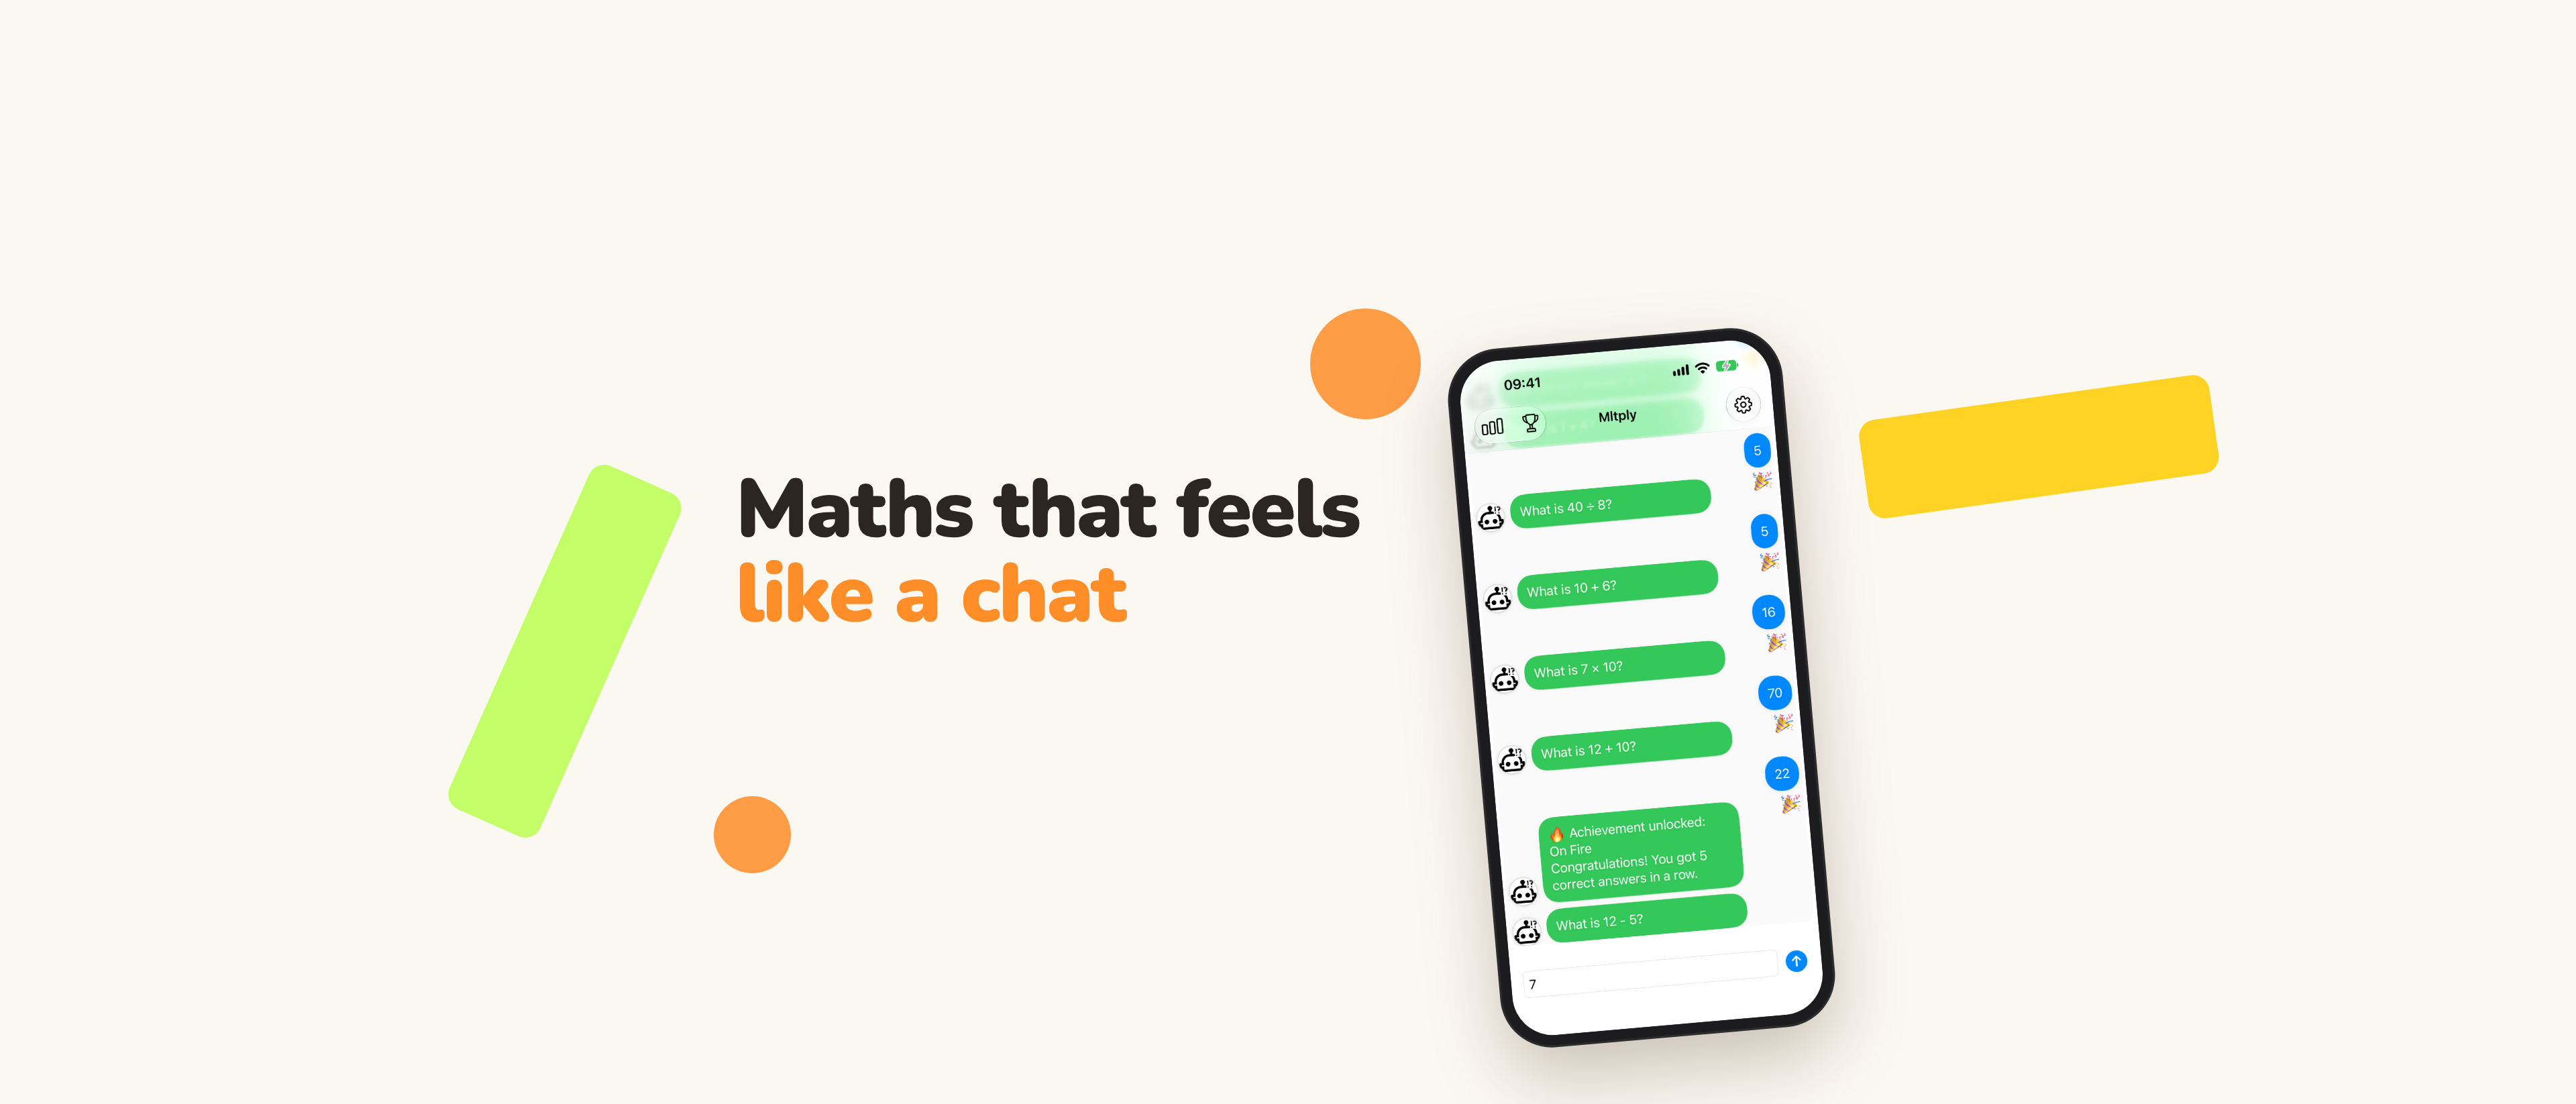 Maths that feels
like a chat
09:41
Mltply
5
What is 40 ÷ 8?
5
What is 10 + 6?
16
What is 7 × 10?
70
What is 12 + 10?
22
Achievement unlocked:
On Fire
Congratulations! You got 5
correct answers in a row.
What is 12 - 5?
7